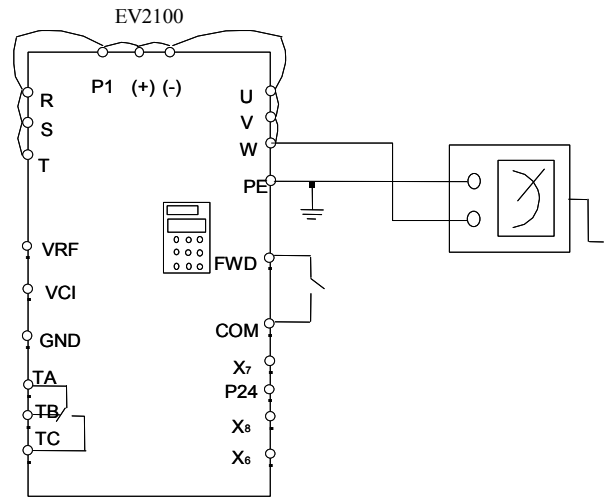 EV2100
P1 (+) (-)
R
S
T
U
V
W
PE
VRF
VCI
GND
TA
TB
TC
FWD
COM
X7
P24
X8
X6